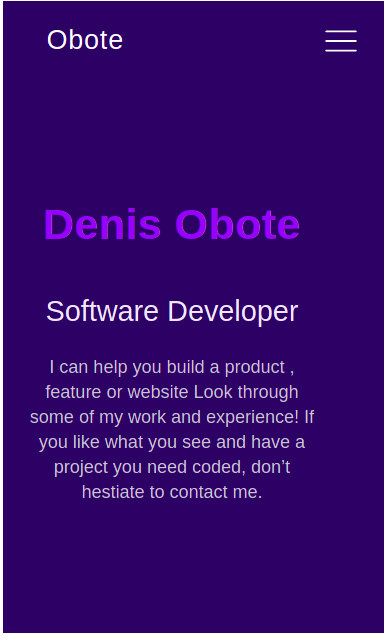 Obote
Denis Obote
Software Developer
I can help you build a product ,
feature or website Look through
some of my work and experience! If
you like what you see and have a
project you need coded, don’t
hestiate to contact me.